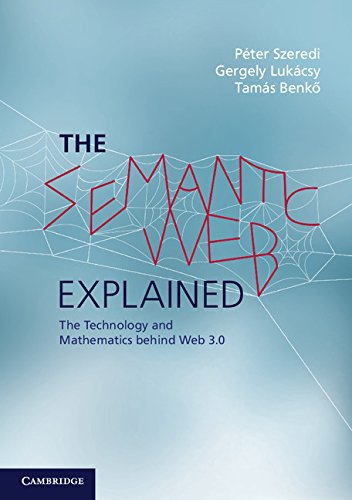 Péter Szeredi
Gergely Lukácsy
Tamás Benkő
THE
SEMANTIC
WEB
EXPLAINED
The Technology and
Mathematics behind Web 3.0
CAMBRIDGE